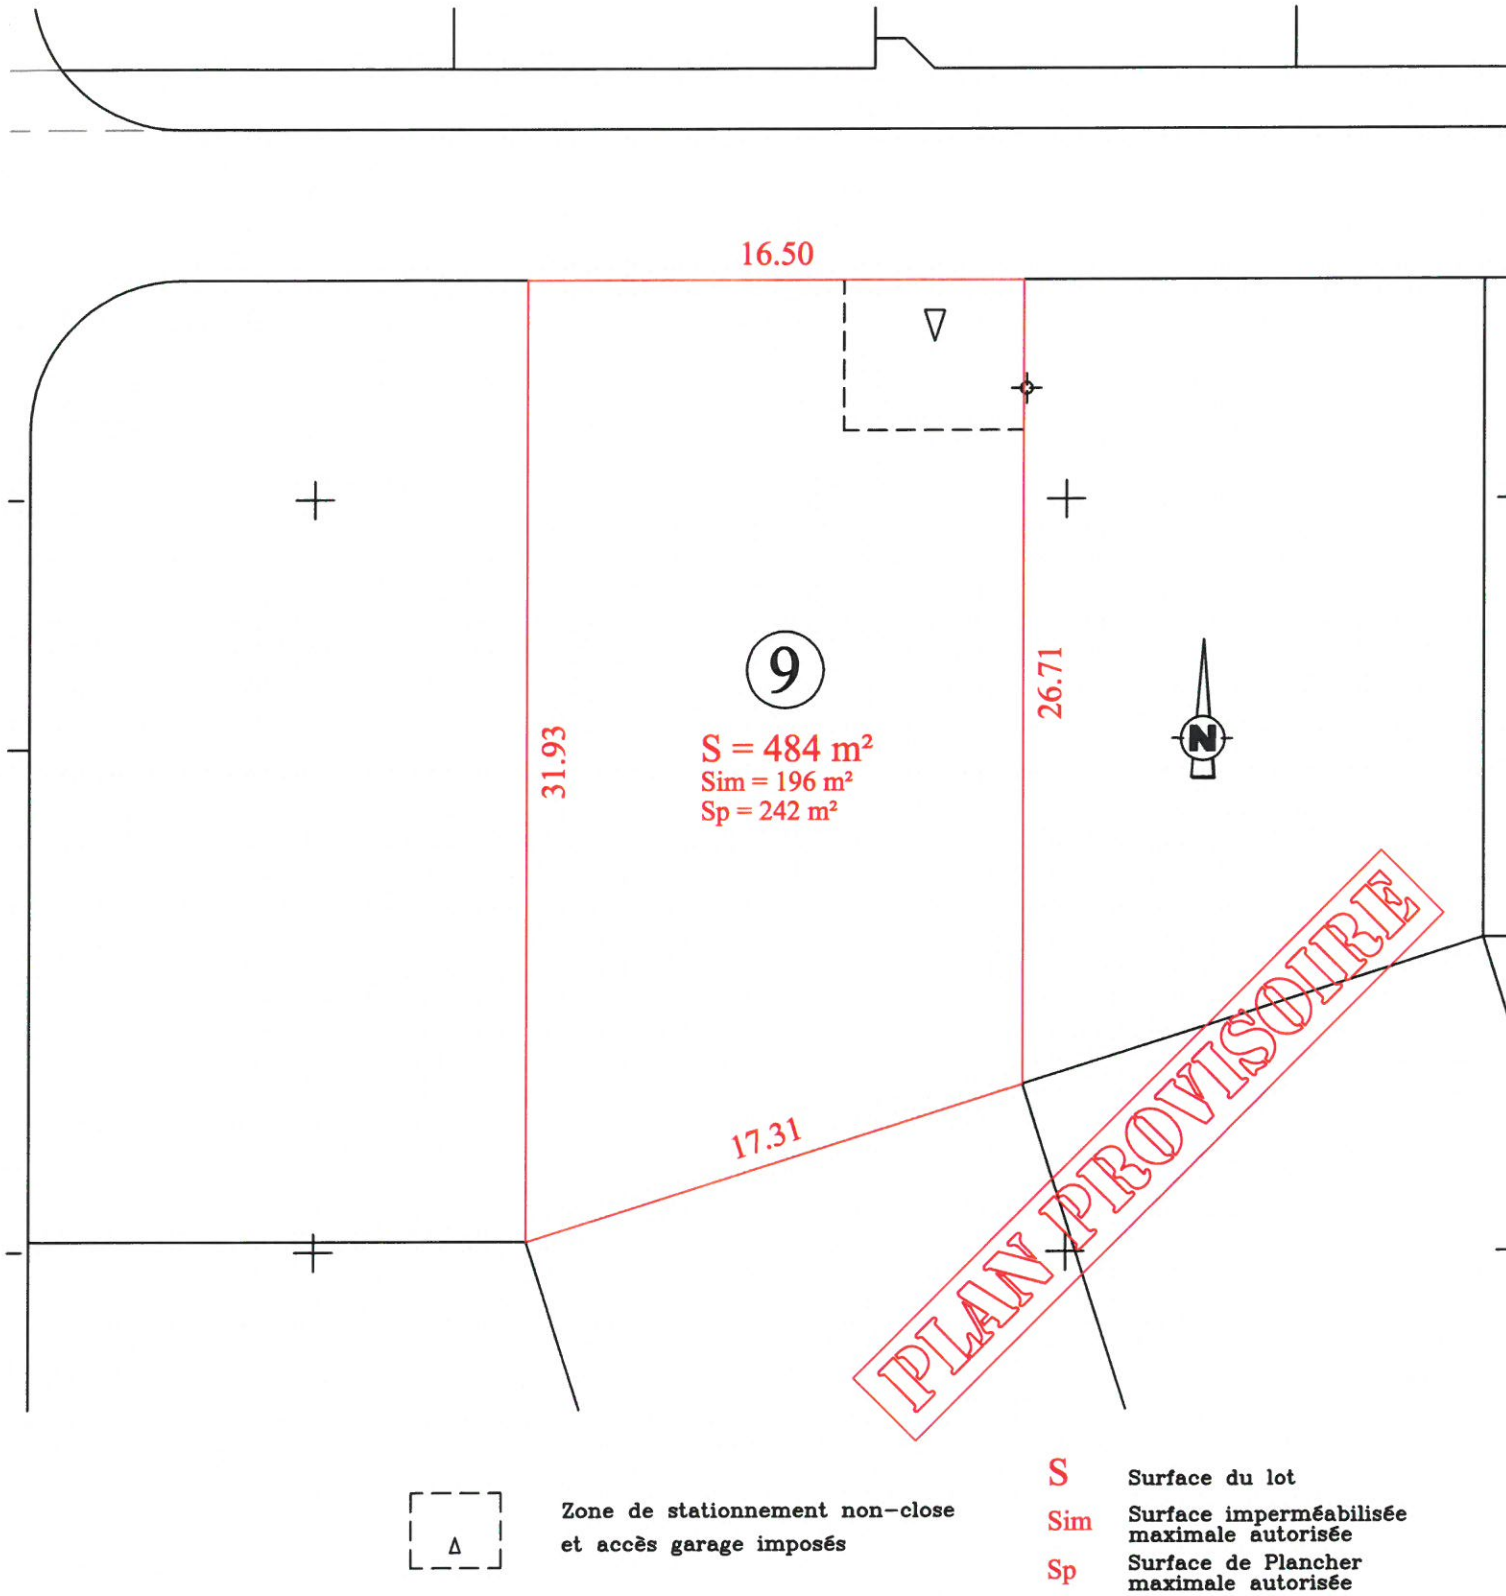 16.50
9
S = 484 m²
Sim = 196 m²
Sp = 242 m²
31.93
26.71
N
17.31
PLAN PROVISOIRE
Zone de stationnement non-close
et accès garage imposés
S Surface du lot
Sim Surface imperméabilisée
maximale autorisée
Sp Surface de Plancher
maximale autorisée